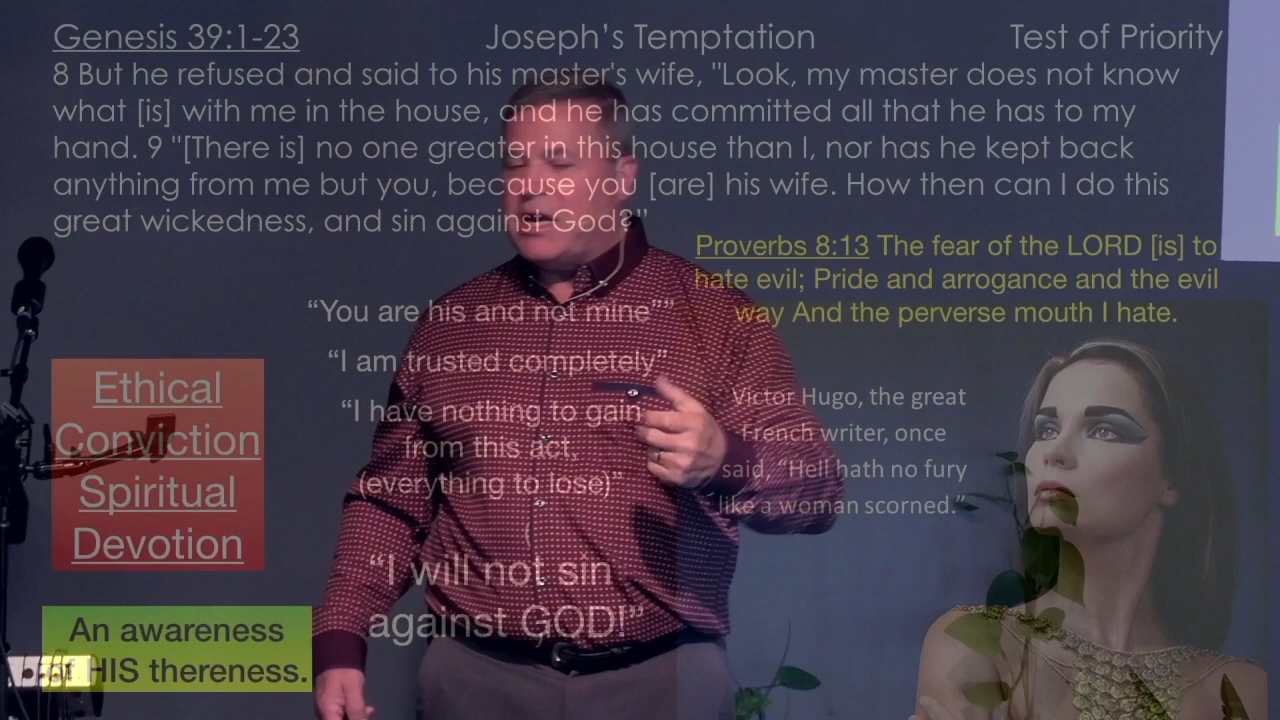 Genesis 39:1-23 Joseph’s Temptation Test of Priority
8 But he refused and said to his master's wife, "Look, my master does not know
what [is] with me in the house, and he has committed all that he has to my
hand. 9 "[There is] no one greater in this house than I, nor has he kept back
anything from me but you, because you [are] his wife. How then can I do this
great wickedness, and sin against God?"
Proverbs 8:13 The fear of the LORD [is] to
hate evil; Pride and arrogance and the evil
way And the perverse mouth I hate.
“You are his and not mine””
“I am trusted completely”
“I have nothing to gain
from this act,
(everything to lose)”
“I will not sin
against GOD!”
Victor Hugo, the great
French writer, once
said, “Hell hath no fury
like a woman scorned.”
Ethical
Conviction
Spiritual
Devotion
An awareness
of HIS thereness.